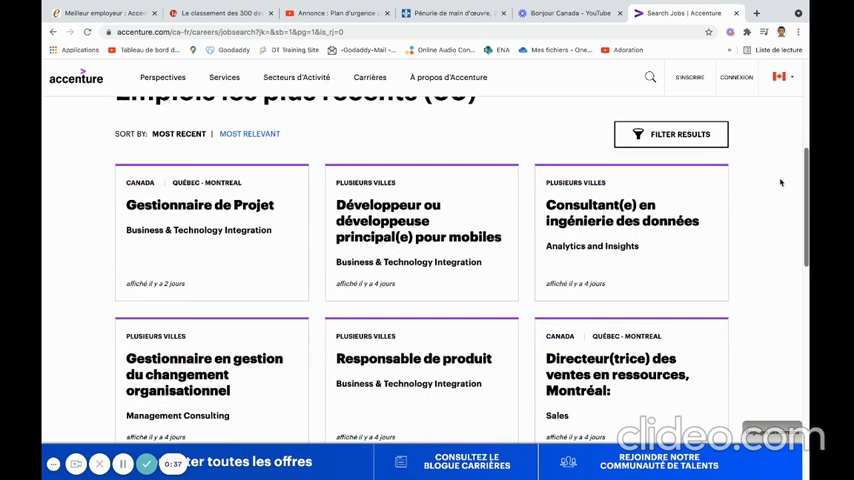 Meilleur employeur : Accen
Le classement des 300 de
Annonce : Plan d'urgence
Pénurie de main d'œuvre,
Bonjour Canada – YouTube
Search Jobs | Accenture
accenture.com/ca-fr/careers/jobsearch?jk=&sb=1&pg=1&is_rj=0
Applications
Tableau de bord d...
Goodaddy
DT Training Site
-Godaddy-Mail -...
Online Audio Con...
ENA
Mes fichiers - One...
Adoration
»
Liste de lecture
accenture
Perspectives
Services
Secteurs d'Activité
Carrières
À propos d'Accenture
S'INSCRIRE
CONNEXION
Emplois les plus récents
SORT BY: MOST RECENT | MOST RELEVANT
FILTER RESULTS
CANADA | QUÉBEC - MONTREAL
Gestionnaire de Projet
Business & Technology Integration
affiché il y a 2 jours
PLUSIEURS VILLES
Développeur ou
développeuse
principal(e) pour mobiles
Business & Technology Integration
affiché il y a 4 jours
PLUSIEURS VILLES
Consultant(e) en
ingénierie des données
Analytics and Insights
affiché il y a 4 jours
PLUSIEURS VILLES
Gestionnaire en gestion
du changement
organisationnel
Management Consulting
affiché il y a 4 jours
PLUSIEURS VILLES
Responsable de produit
Business & Technology Integration
affiché il y a 4 jours
CANADA | QUÉBEC - MONTREAL
Directeur(trice) des
ventes en ressources,
Montréal:
Sales
affiché il y a 4 jours
clideo.com
0:37
ter toutes les offres
CONSULTEZ LE
BLOGUE CARRIÈRES
REJOINDRE NOTRE
COMMUNAUTÉ DE TALENTS